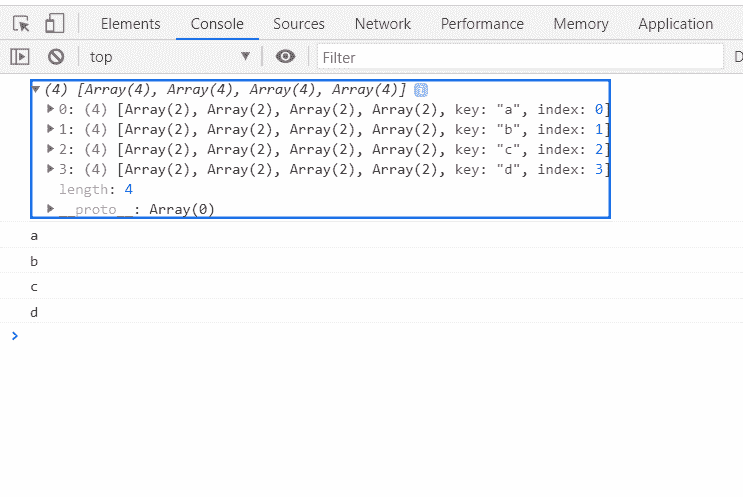 Elements Console Sources Network Performance Memory Application
top Filter D
(4) [Array(4), Array(4), Array(4), Array(4)] i
0: (4) [Array(2), Array(2), Array(2), Array(2), key: "a", index: 0]
1: (4) [Array(2), Array(2), Array(2), Array(2), key: "b", index: 1]
2: (4) [Array(2), Array(2), Array(2), Array(2), key: "c", index: 2]
3: (4) [Array(2), Array(2), Array(2), Array(2), key: "d", index: 3]
length: 4
__proto__: Array(0)
a
b
c
d